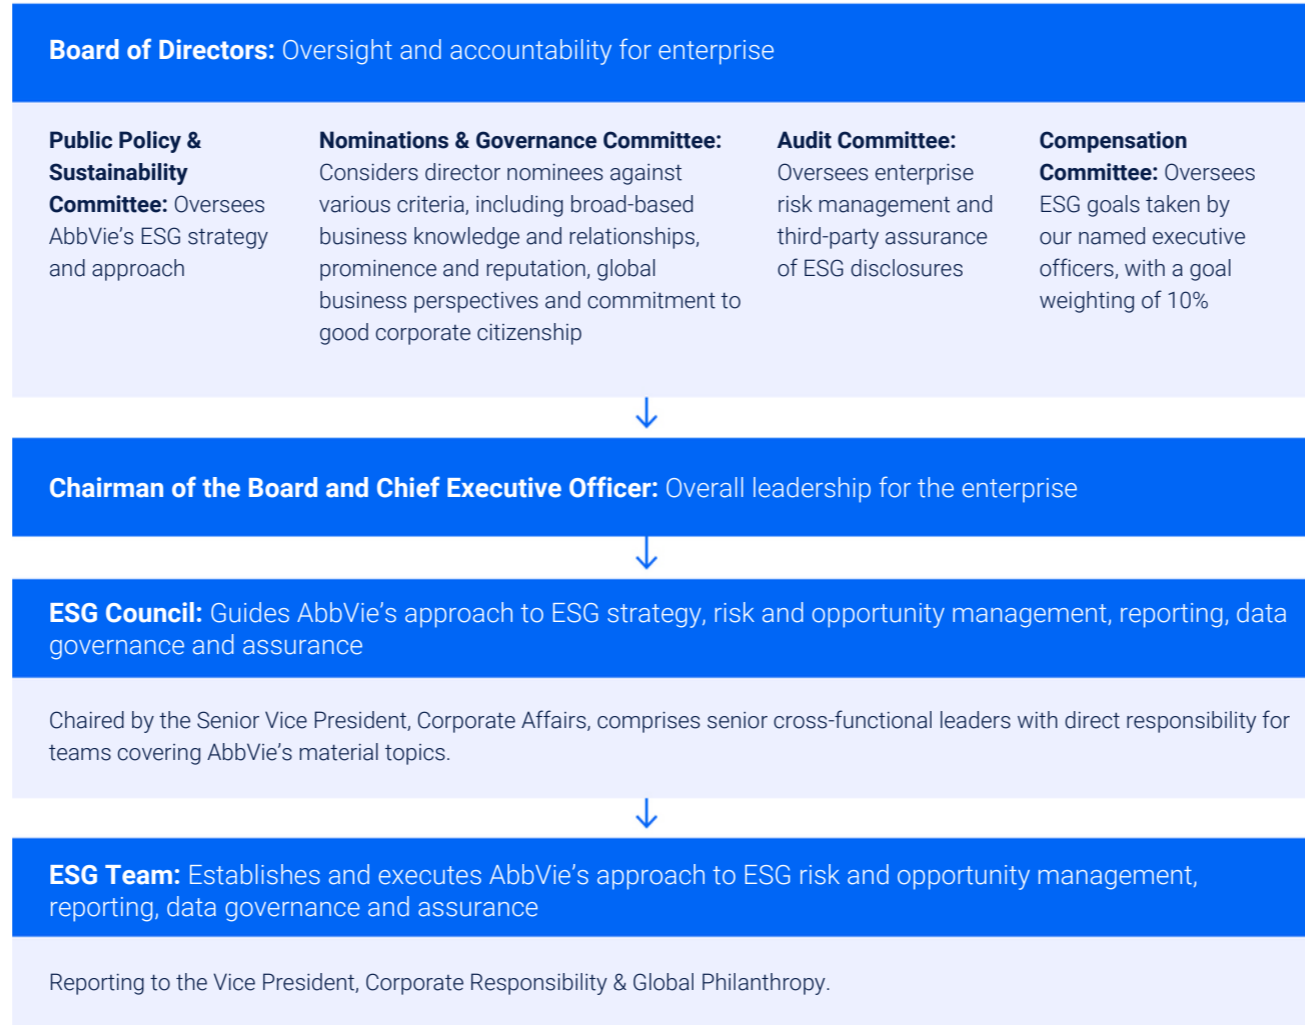 Board of Directors: Oversight and accountability for enterprise
Public Policy &
Sustainability
Committee: Oversees
AbbVie’s ESG strategy
and approach
Nominations & Governance Committee:
Considers director nominees against
various criteria, including broad-based
business knowledge and relationships,
prominence and reputation, global
business perspectives and commitment to
good corporate citizenship
Audit Committee:
Oversees enterprise
risk management and
third-party assurance
of ESG disclosures
Compensation
Committee: Oversees
ESG goals taken by
our named executive
officers, with a goal
weighting of 10%
Chairman of the Board and Chief Executive Officer: Overall leadership for the enterprise
ESG Council: Guides AbbVie’s approach to ESG strategy, risk and opportunity management, reporting, data
governance and assurance
Chaired by the Senior Vice President, Corporate Affairs, comprises senior cross-functional leaders with direct responsibility for
teams covering AbbVie’s material topics.
ESG Team: Establishes and executes AbbVie’s approach to ESG risk and opportunity management,
reporting, data governance and assurance
Reporting to the Vice President, Corporate Responsibility & Global Philanthropy.